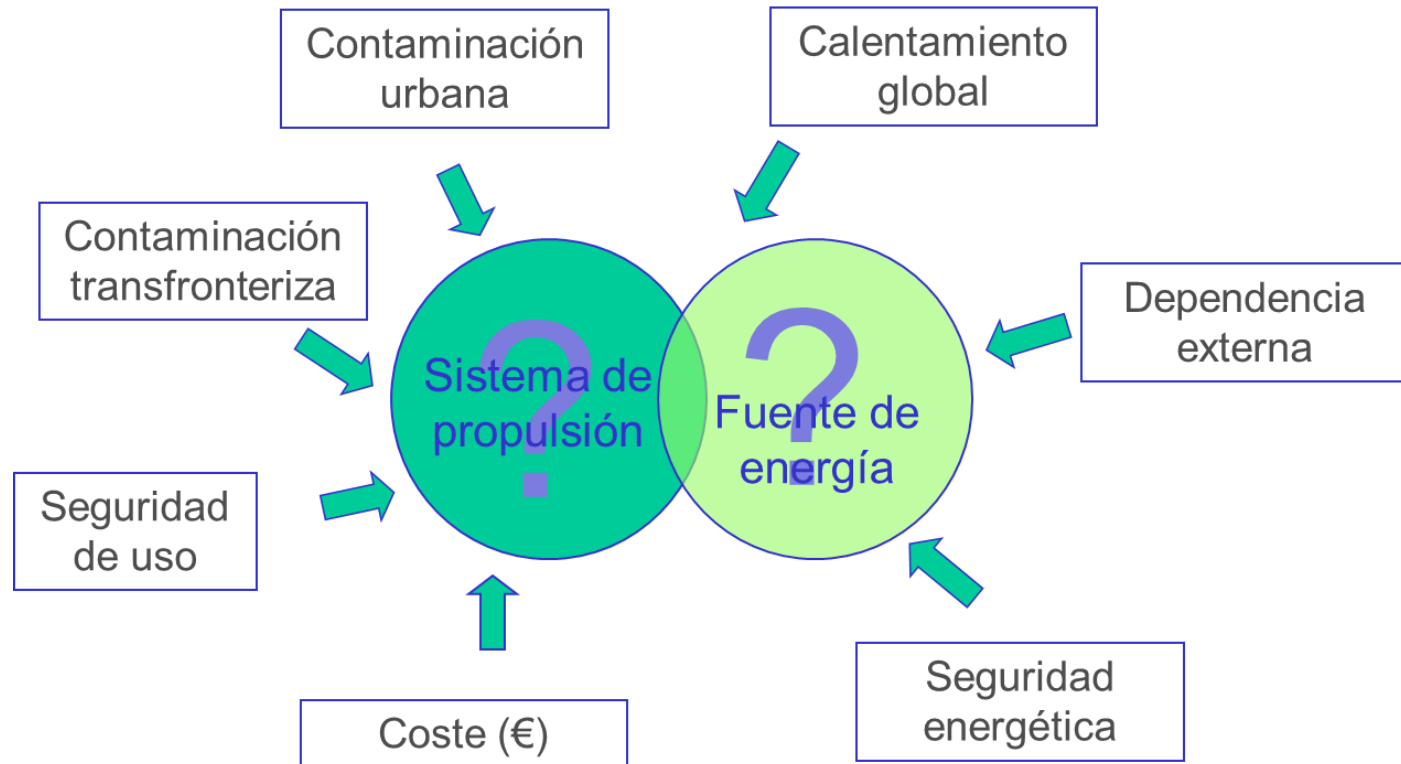 Contaminación
urbana
Calentamiento
global
Contaminación
transfronteriza
Dependencia
externa
?
Sistema de
propulsión
?
Fuente de
energía
Seguridad
de uso
Seguridad
energética
Coste (€)